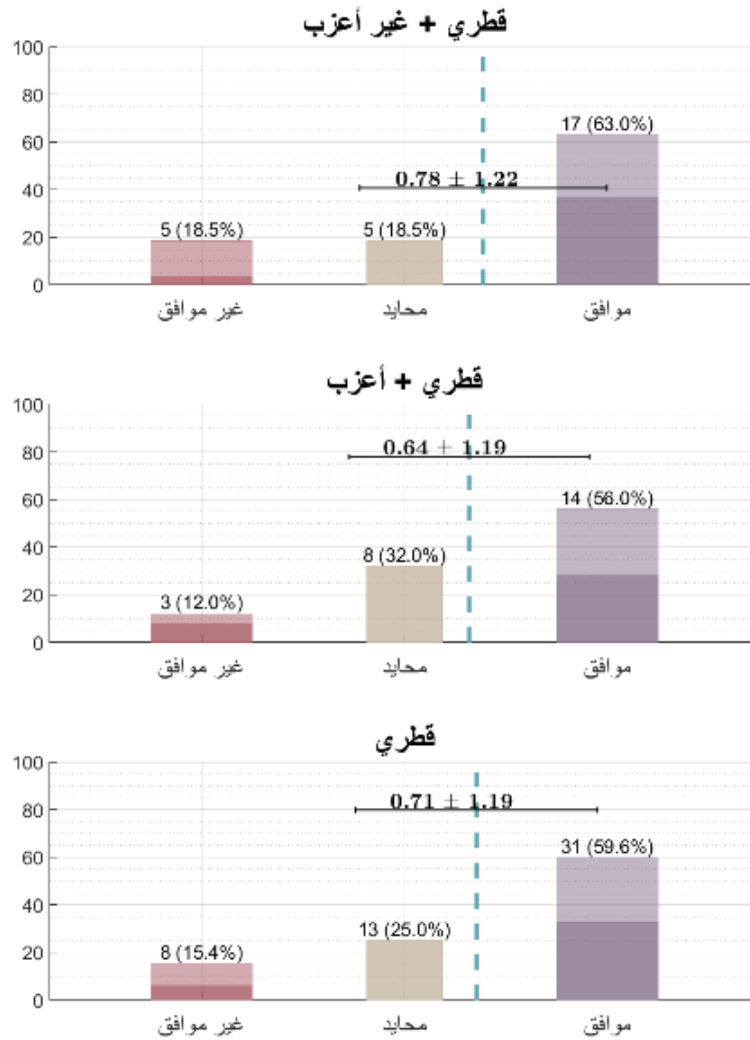 قطري + غير أعزب
100
80
60
40
20
0
17 (63.0%)
0.78 ± 1.22
5 (18.5%)
5 (18.5%)
غير موافق
محايد
موافق
قطري + أعزب
100
80
60
40
20
0
0.64 ± 1.19
14 (56.0%)
8 (32.0%)
3 (12.0%)
غير موافق
محايد
موافق
قطري
100
80
60
40
20
0
0.71 ± 1.19
31 (59.6%)
13 (25.0%)
8 (15.4%)
غير موافق
محايد
موافق